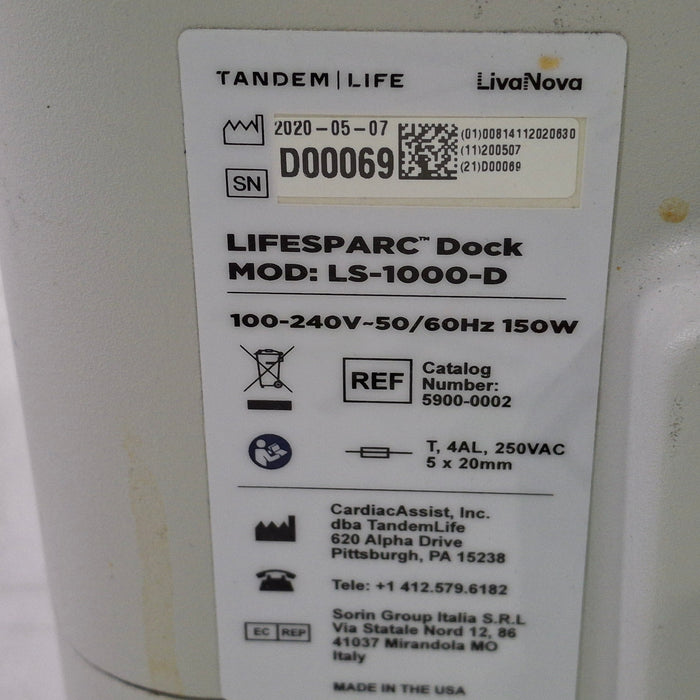 TANDEM|LIFE LivaNova
2020-05-07
(01)00814112020630
D00069
(11)200507
SN
(21)D00069
LIFESPARC™ Dock
MOD: LS-1000-D
100-240V~50/60Hz 150W
REF
Catalog
Number:
5900-0002
T, 4AL, 250VAC
5 x 20mm
CardiacAssist, Inc.
dba TandemLife
620 Alpha Drive
Pittsburgh, PA 15238
Tele: +1 412.579.6182
EC REP
Sorin Group Italia S.R.L
Via Statale Nord 12, 86
41037 Mirandola MO
Italy
MADE IN THE USA